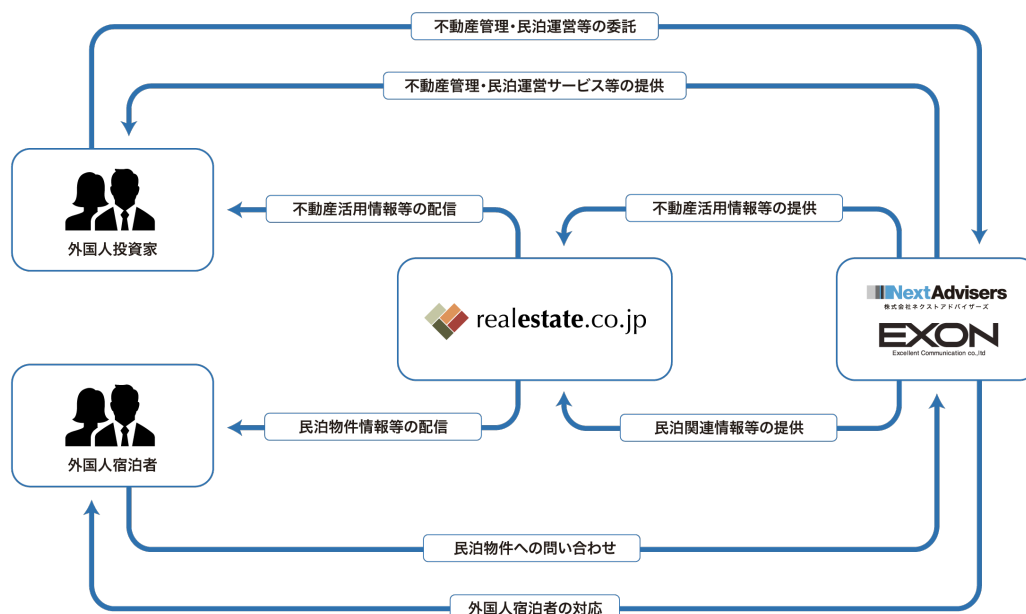 不動産管理・民泊運営等の委託
不動産管理・民泊運営サービス等の提供
不動産活用情報等の配信
不動産活用情報等の提供
外国人投資家
realestate.co.jp
NextAdvisers
株式会社ネクストアドバイザーズ
EXON
Excellent Communication co.,ltd
民泊物件情報等の配信
民泊関連情報等の提供
外国人宿泊者
民泊物件への問い合わせ
外国人宿泊者の対応